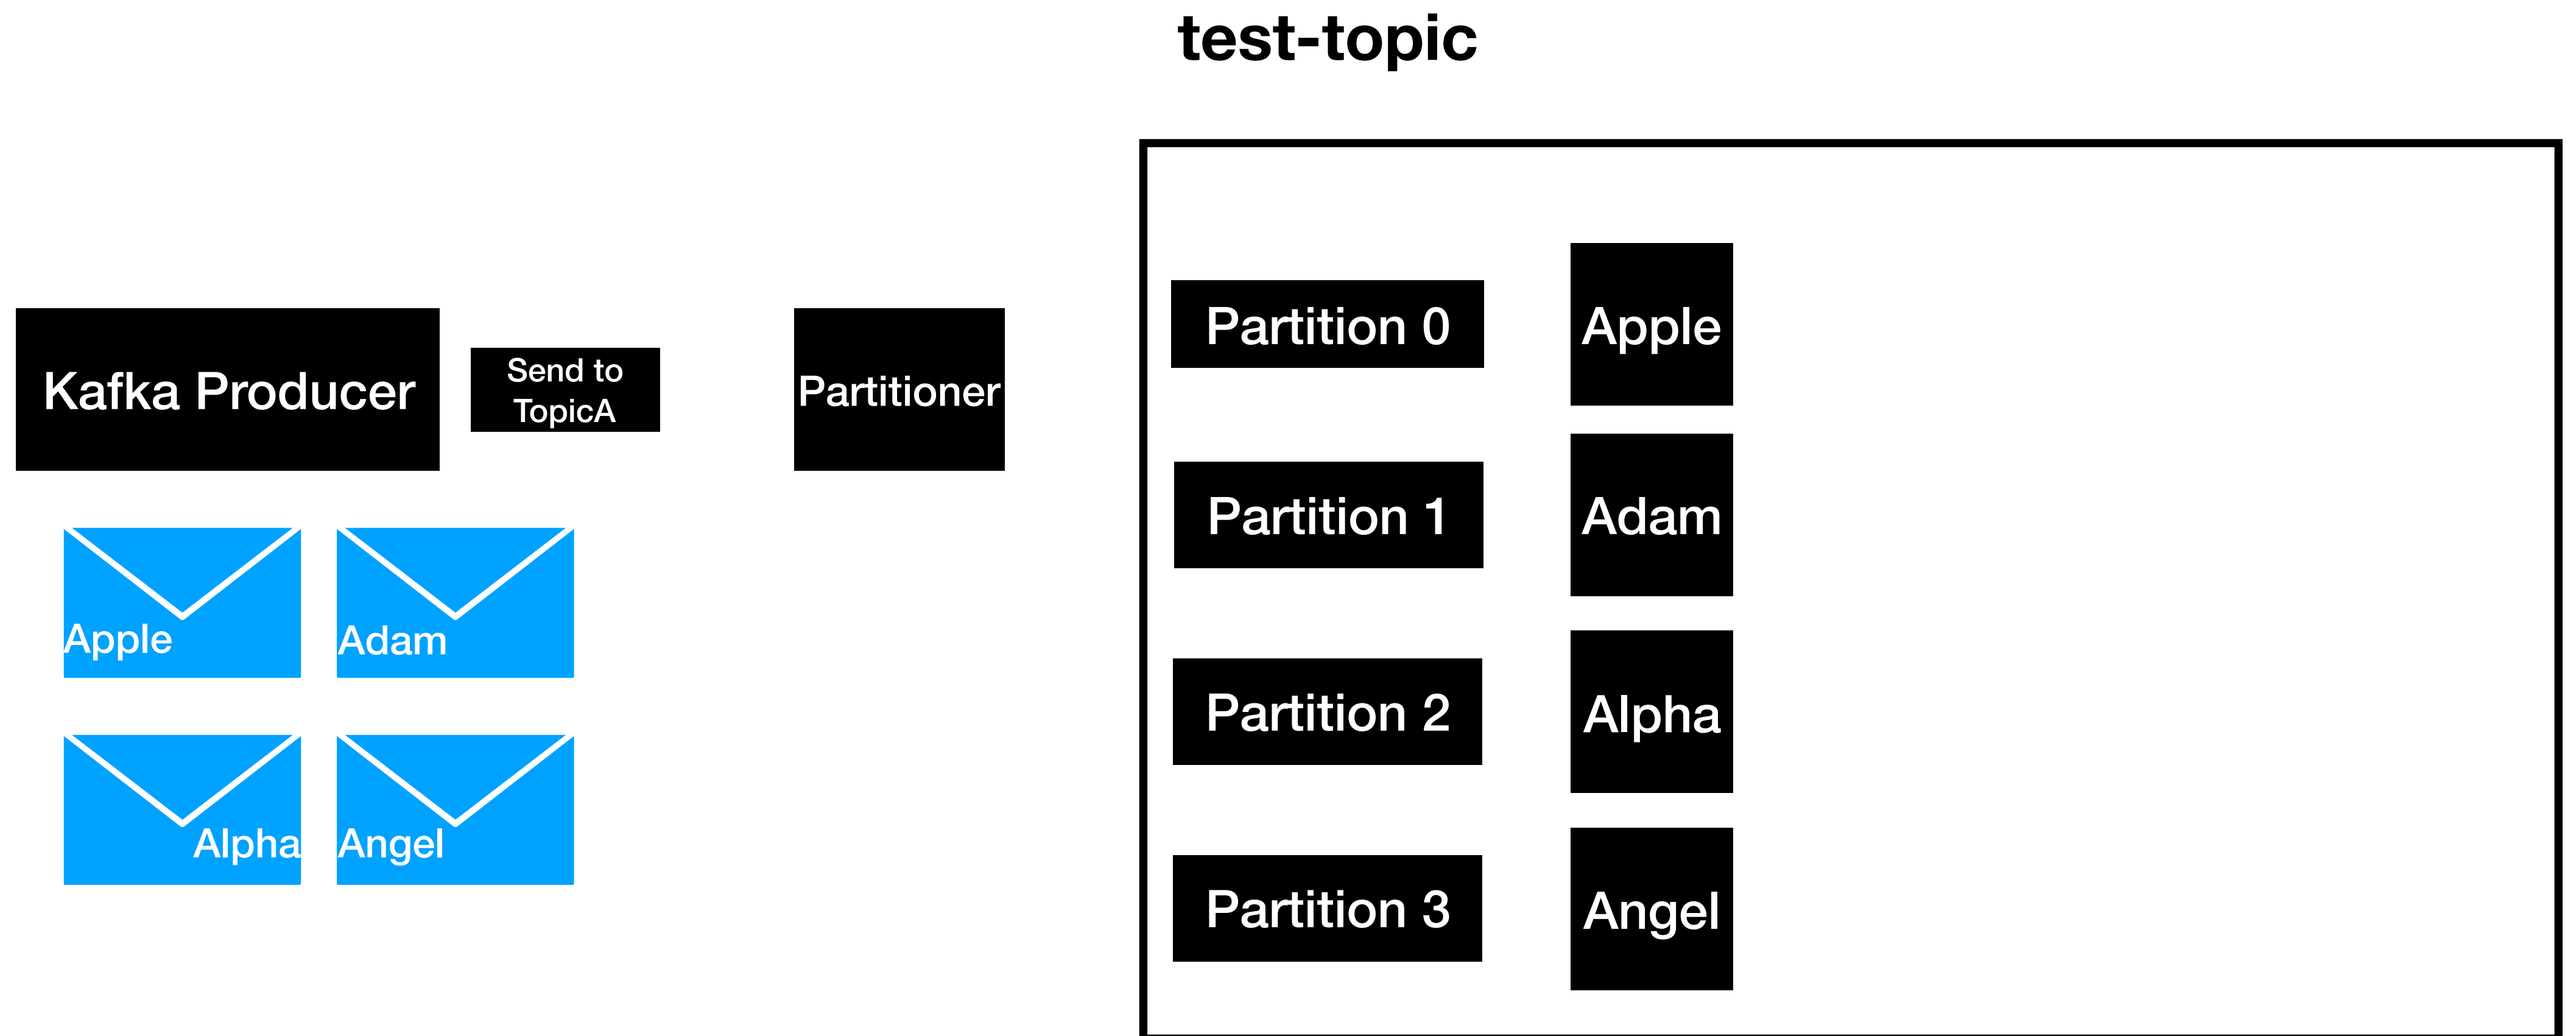 test-topic
Kafka Producer
Send to
TopicA
Partitioner
Apple
Adam
Alpha
Angel
Partition 0
Apple
Partition 1
Adam
Partition 2
Alpha
Partition 3
Angel